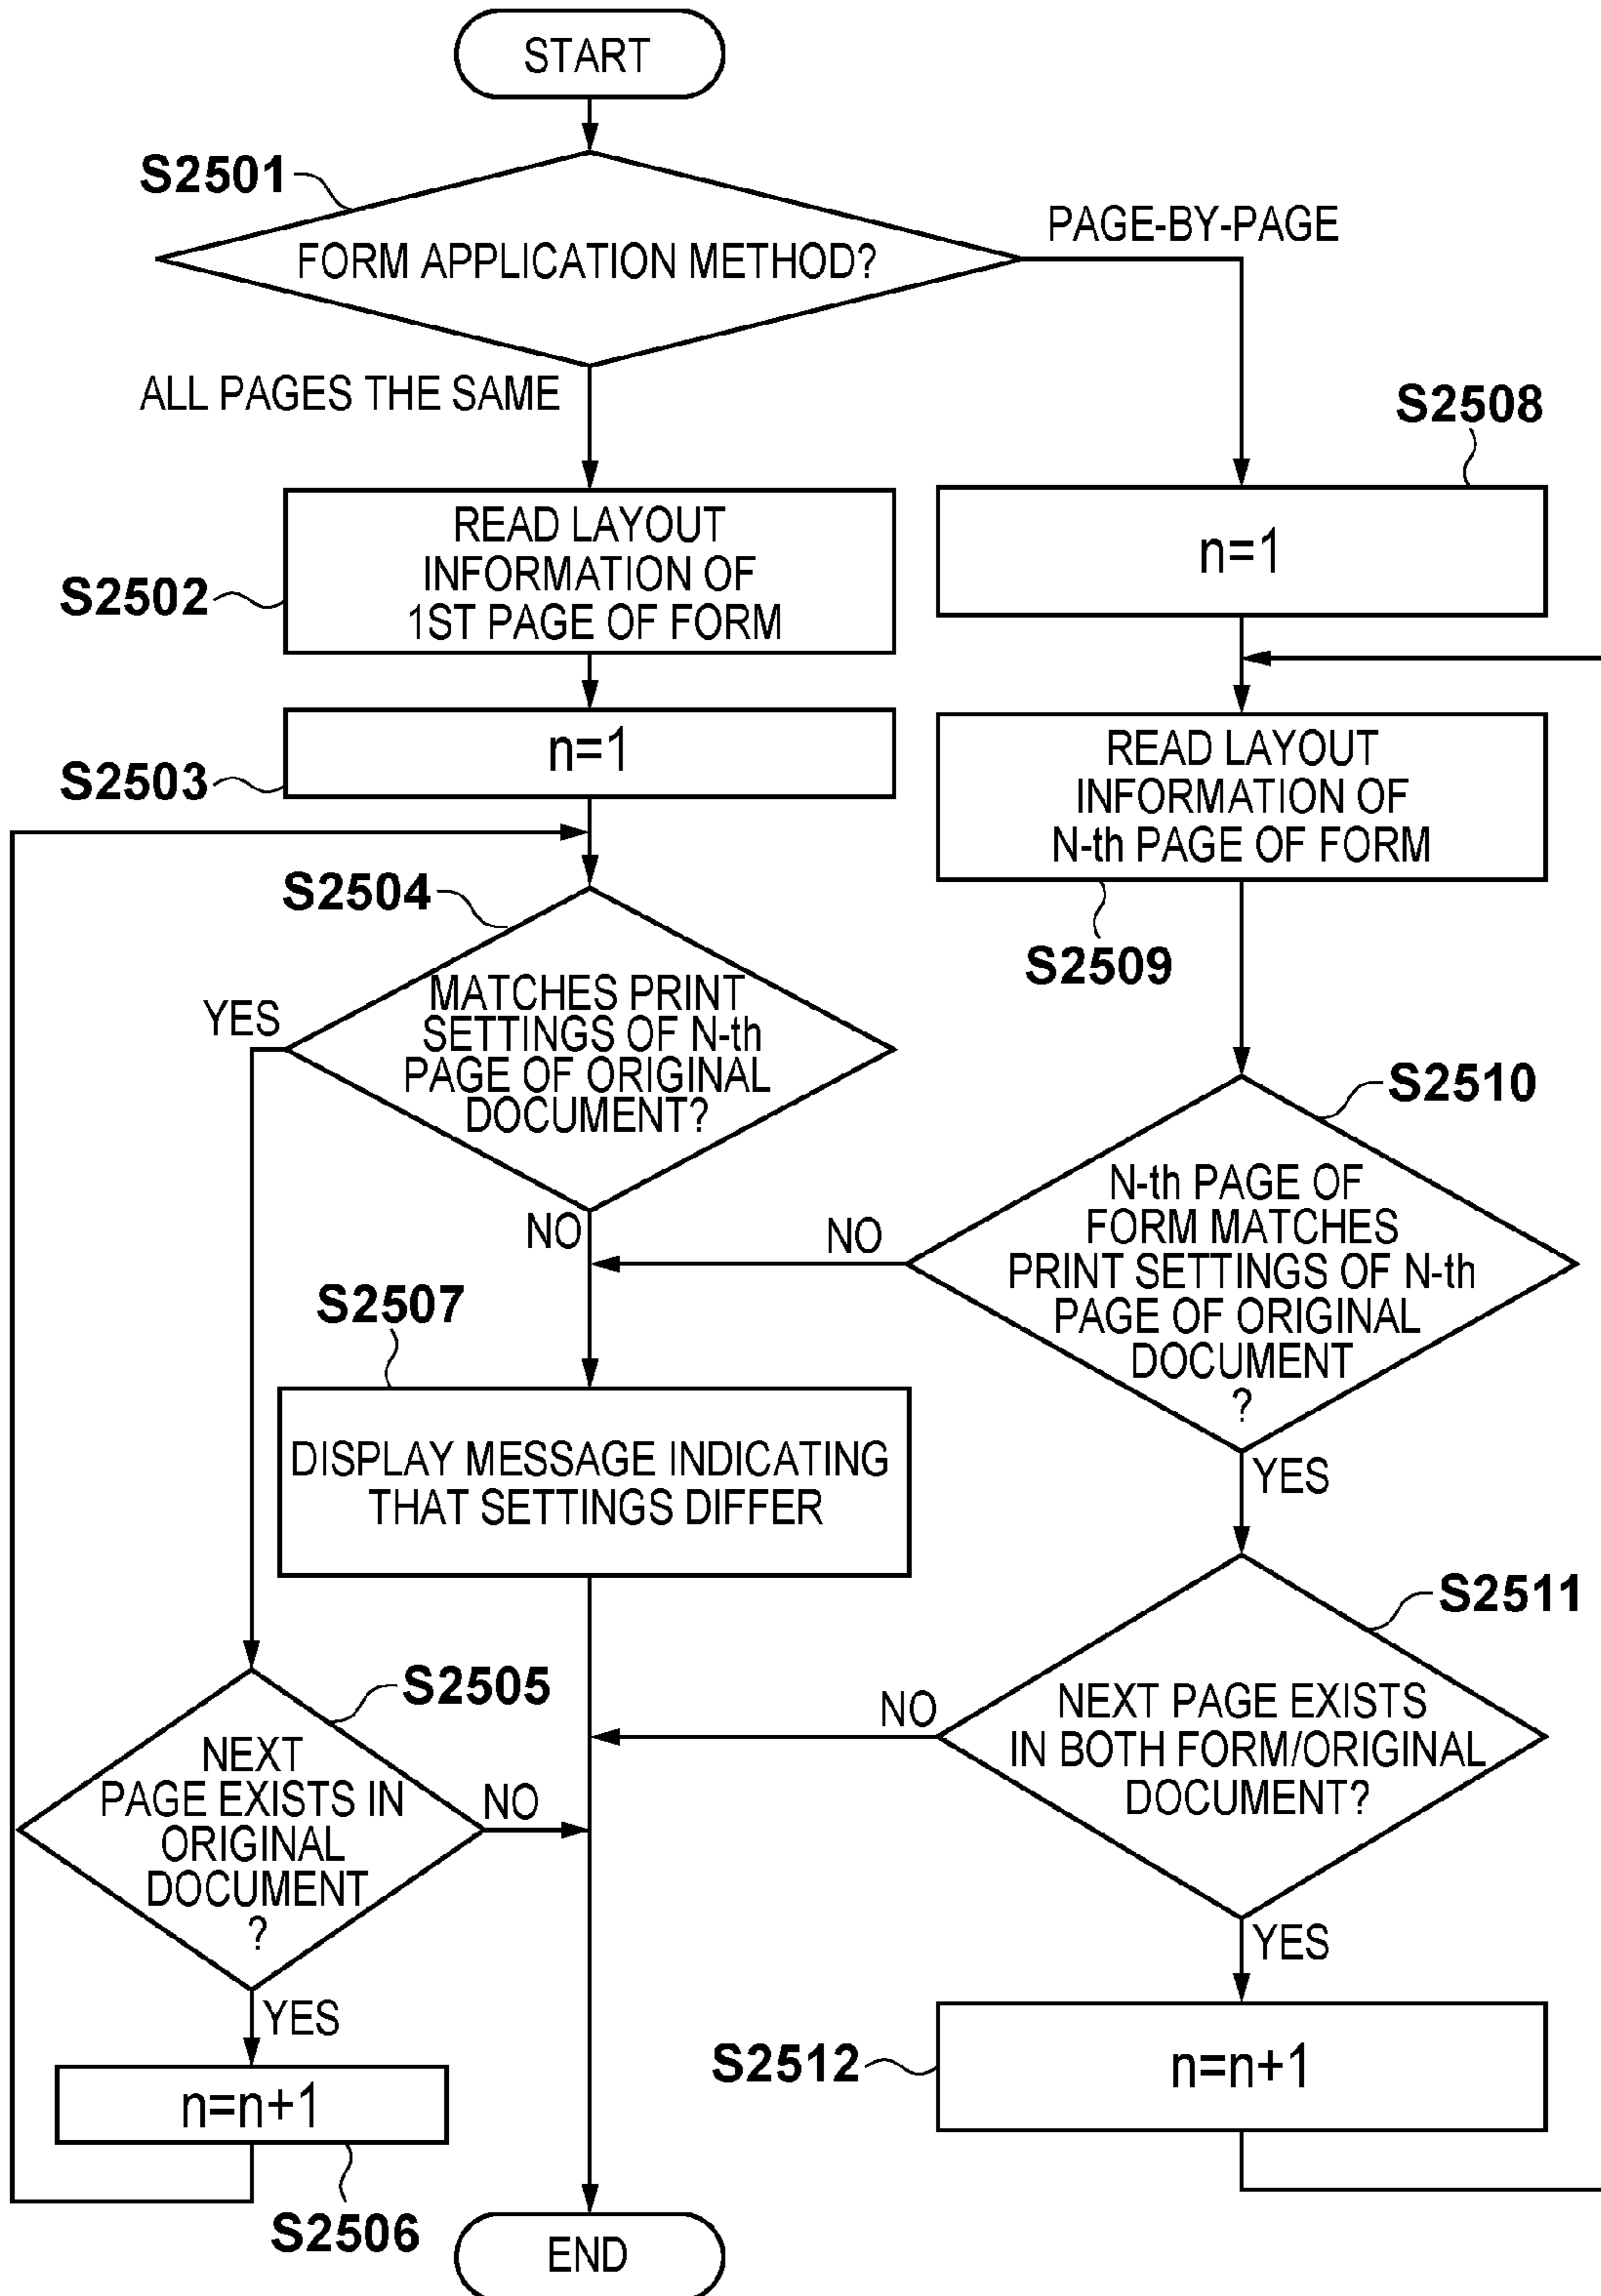 START
S2501
FORM APPLICATION METHOD?
PAGE-BY-PAGE
ALL PAGES THE SAME
S2502
READ LAYOUT
INFORMATION OF
1ST PAGE OF FORM
S2503
n=1
S2504
MATCHES PRINT
SETTINGS OF N-th
PAGE OF ORIGINAL
DOCUMENT?
YES
NO
S2507
DISPLAY MESSAGE INDICATING
THAT SETTINGS DIFFER
S2505
NEXT
PAGE EXISTS IN
ORIGINAL
DOCUMENT
?
NO
YES
n=n+1
S2506
END
S2508
n=1
READ LAYOUT
INFORMATION OF
N-th PAGE OF FORM
S2509
S2510
N-th PAGE OF
FORM MATCHES
PRINT SETTINGS OF N-th
PAGE OF ORIGINAL
DOCUMENT
?
NO
YES
S2511
NEXT PAGE EXISTS
IN BOTH FORM/ORIGINAL
DOCUMENT?
NO
YES
S2512
n=n+1